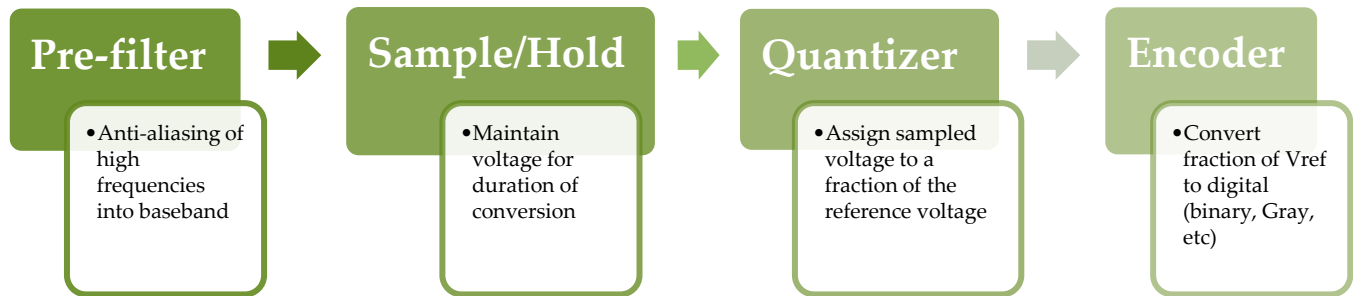 Pre-filter
•Anti-aliasing of
high
frequencies
into baseband
Sample/Hold
•Maintain
voltage for
duration of
conversion
Quantizer
•Assign sampled
voltage to a
fraction of the
reference voltage
Encoder
•Convert
fraction of Vref
to digital
(binary, Gray,
etc)